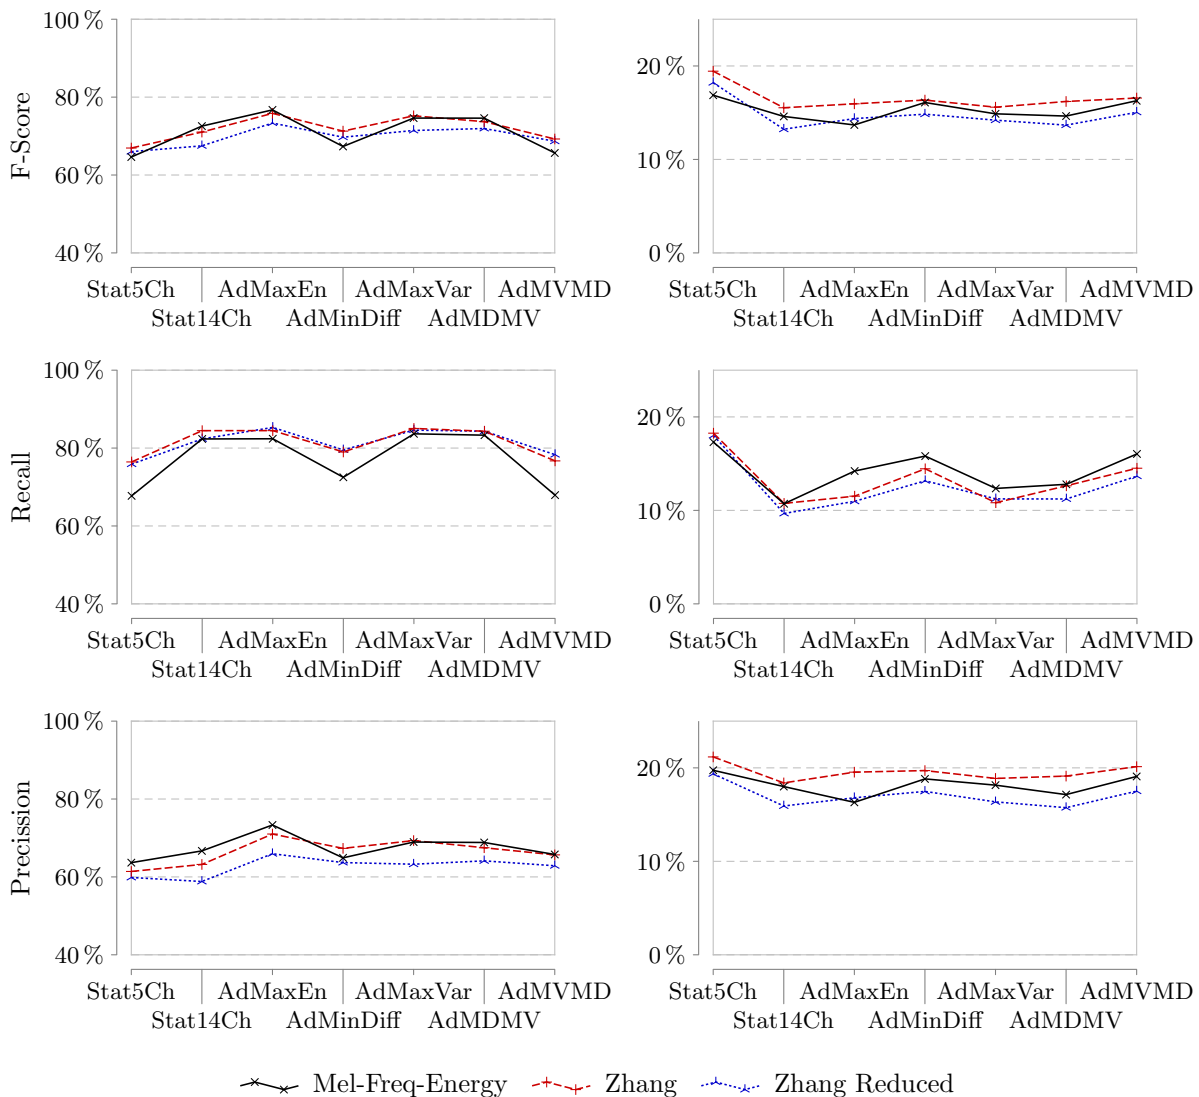 100 %
80 %
60 %
40 %
F-Score
Stat5Ch AdMaxEn AdMaxVar AdMVMD
Stat14Ch AdMinDiff AdMDMV
20 %
10 %
0 %
Stat5Ch AdMaxEn AdMaxVar AdMVMD
Stat14Ch AdMinDiff AdMDMV
100 %
80 %
60 %
40 %
Recall
Stat5Ch AdMaxEn AdMaxVar AdMVMD
Stat14Ch AdMinDiff AdMDMV
20 %
10 %
0 %
Stat5Ch AdMaxEn AdMaxVar AdMVMD
Stat14Ch AdMinDiff AdMDMV
100 %
80 %
60 %
40 %
Precission
Stat5Ch AdMaxEn AdMaxVar AdMVMD
Stat14Ch AdMinDiff AdMDMV
20 %
10 %
0 %
Stat5Ch AdMaxEn AdMaxVar AdMVMD
Stat14Ch AdMinDiff AdMDMV
Mel-Freq-Energy Zhang Zhang Reduced